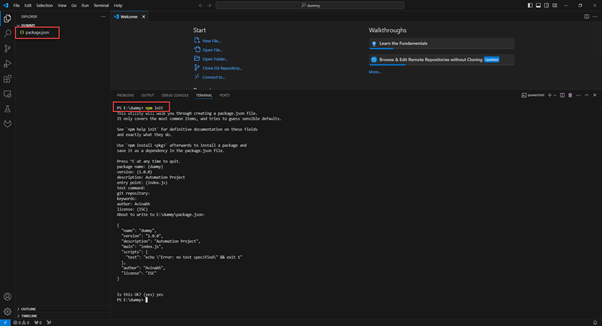 File Edit Selection View Go Run Terminal Help
dummy
EXPLORER
DUMMY
package.json
Welcome
Start
New File...
Open File...
Open Folder...
Clone Git Repository...
Connect to...
Walkthroughs
Learn the Fundamentals
Browse & Edit Remote Repositories without Cloning Updated
More...
PROBLEMS OUTPUT DEBUG CONSOLE TERMINAL PORTS
powershell
PS E:\dummy> npm init
This utility will walk you through creating a package.json file.
It only covers the most common items, and tries to guess sensible defaults.
See `npm help init` for definitive documentation on these fields
and exactly what they do.
Use `npm install <pkg>` afterwards to install a package and
save it as a dependency in the package.json file.
Press ^C at any time to quit.
package name: (dummy)
version: (1.0.0)
description: Automation Project
entry point: (index.js)
test command:
git repository:
keywords:
author: Avinabh
license: (ISC)
About to write to E:\dummy\package.json:
{
"name": "dummy",
"version": "1.0.0",
"description": "Automation Project",
"main": "index.js",
"scripts": {
"test": "echo \"Error: no test specified\" && exit 1"
},
"author": "Avinabh",
"license": "ISC"
}
Is this OK? (yes) yes
PS E:\dummy>
OUTLINE
TIMELINE